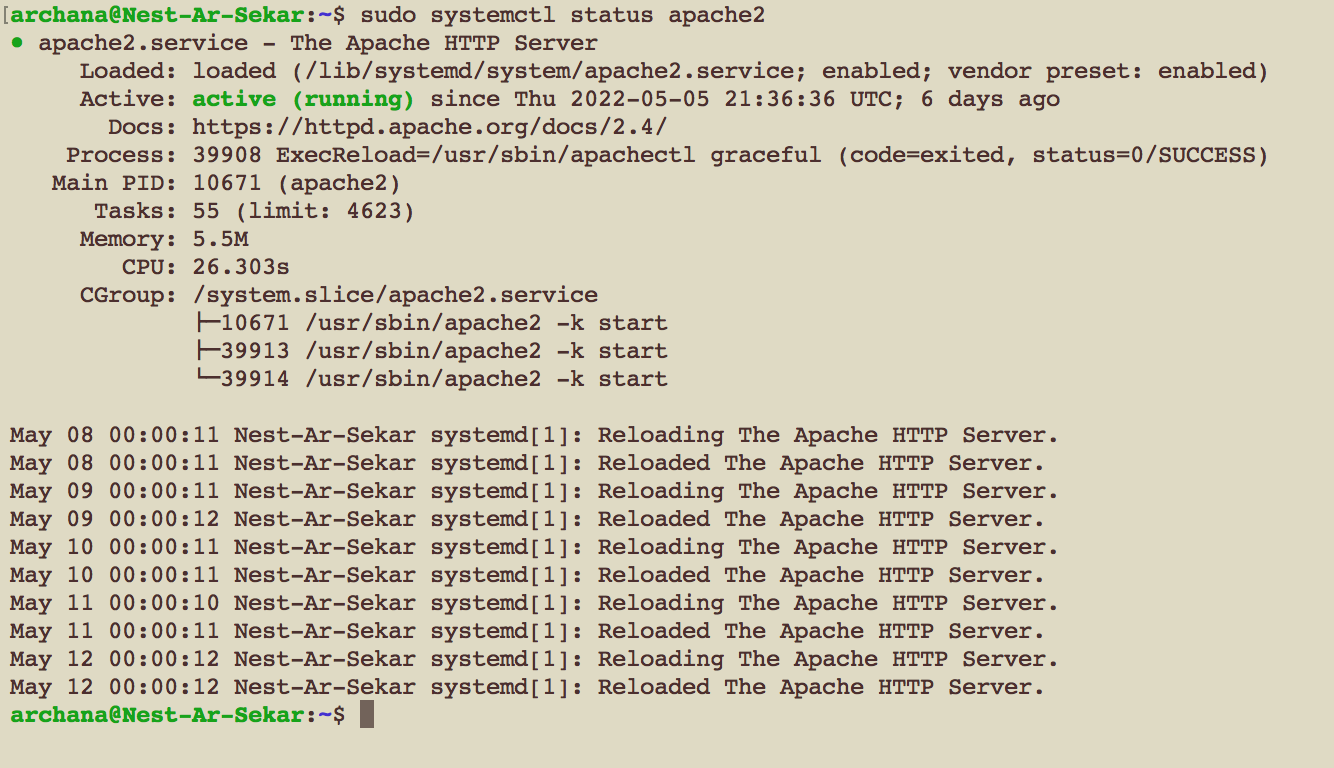 [archana@Nest-Ar-Sekar:~$ sudo systemctl status apache2
● apache2.service - The Apache HTTP Server
     Loaded: loaded (/lib/systemd/system/apache2.service; enabled; vendor preset: enabled)
     Active: active (running) since Thu 2022-05-05 21:36:36 UTC; 6 days ago
       Docs: https://httpd.apache.org/docs/2.4/
    Process: 39908 ExecReload=/usr/sbin/apachectl graceful (code=exited, status=0/SUCCESS)
   Main PID: 10671 (apache2)
      Tasks: 55 (limit: 4623)
     Memory: 5.5M
        CPU: 26.303s
     CGroup: /system.slice/apache2.service
             ├─10671 /usr/sbin/apache2 -k start
             ├─39913 /usr/sbin/apache2 -k start
             └─39914 /usr/sbin/apache2 -k start

May 08 00:00:11 Nest-Ar-Sekar systemd[1]: Reloading The Apache HTTP Server.
May 08 00:00:11 Nest-Ar-Sekar systemd[1]: Reloaded The Apache HTTP Server.
May 09 00:00:11 Nest-Ar-Sekar systemd[1]: Reloading The Apache HTTP Server.
May 09 00:00:12 Nest-Ar-Sekar systemd[1]: Reloaded The Apache HTTP Server.
May 10 00:00:11 Nest-Ar-Sekar systemd[1]: Reloading The Apache HTTP Server.
May 10 00:00:11 Nest-Ar-Sekar systemd[1]: Reloaded The Apache HTTP Server.
May 11 00:00:10 Nest-Ar-Sekar systemd[1]: Reloading The Apache HTTP Server.
May 11 00:00:11 Nest-Ar-Sekar systemd[1]: Reloaded The Apache HTTP Server.
May 12 00:00:12 Nest-Ar-Sekar systemd[1]: Reloading The Apache HTTP Server.
May 12 00:00:12 Nest-Ar-Sekar systemd[1]: Reloaded The Apache HTTP Server.
archana@Nest-Ar-Sekar:~$